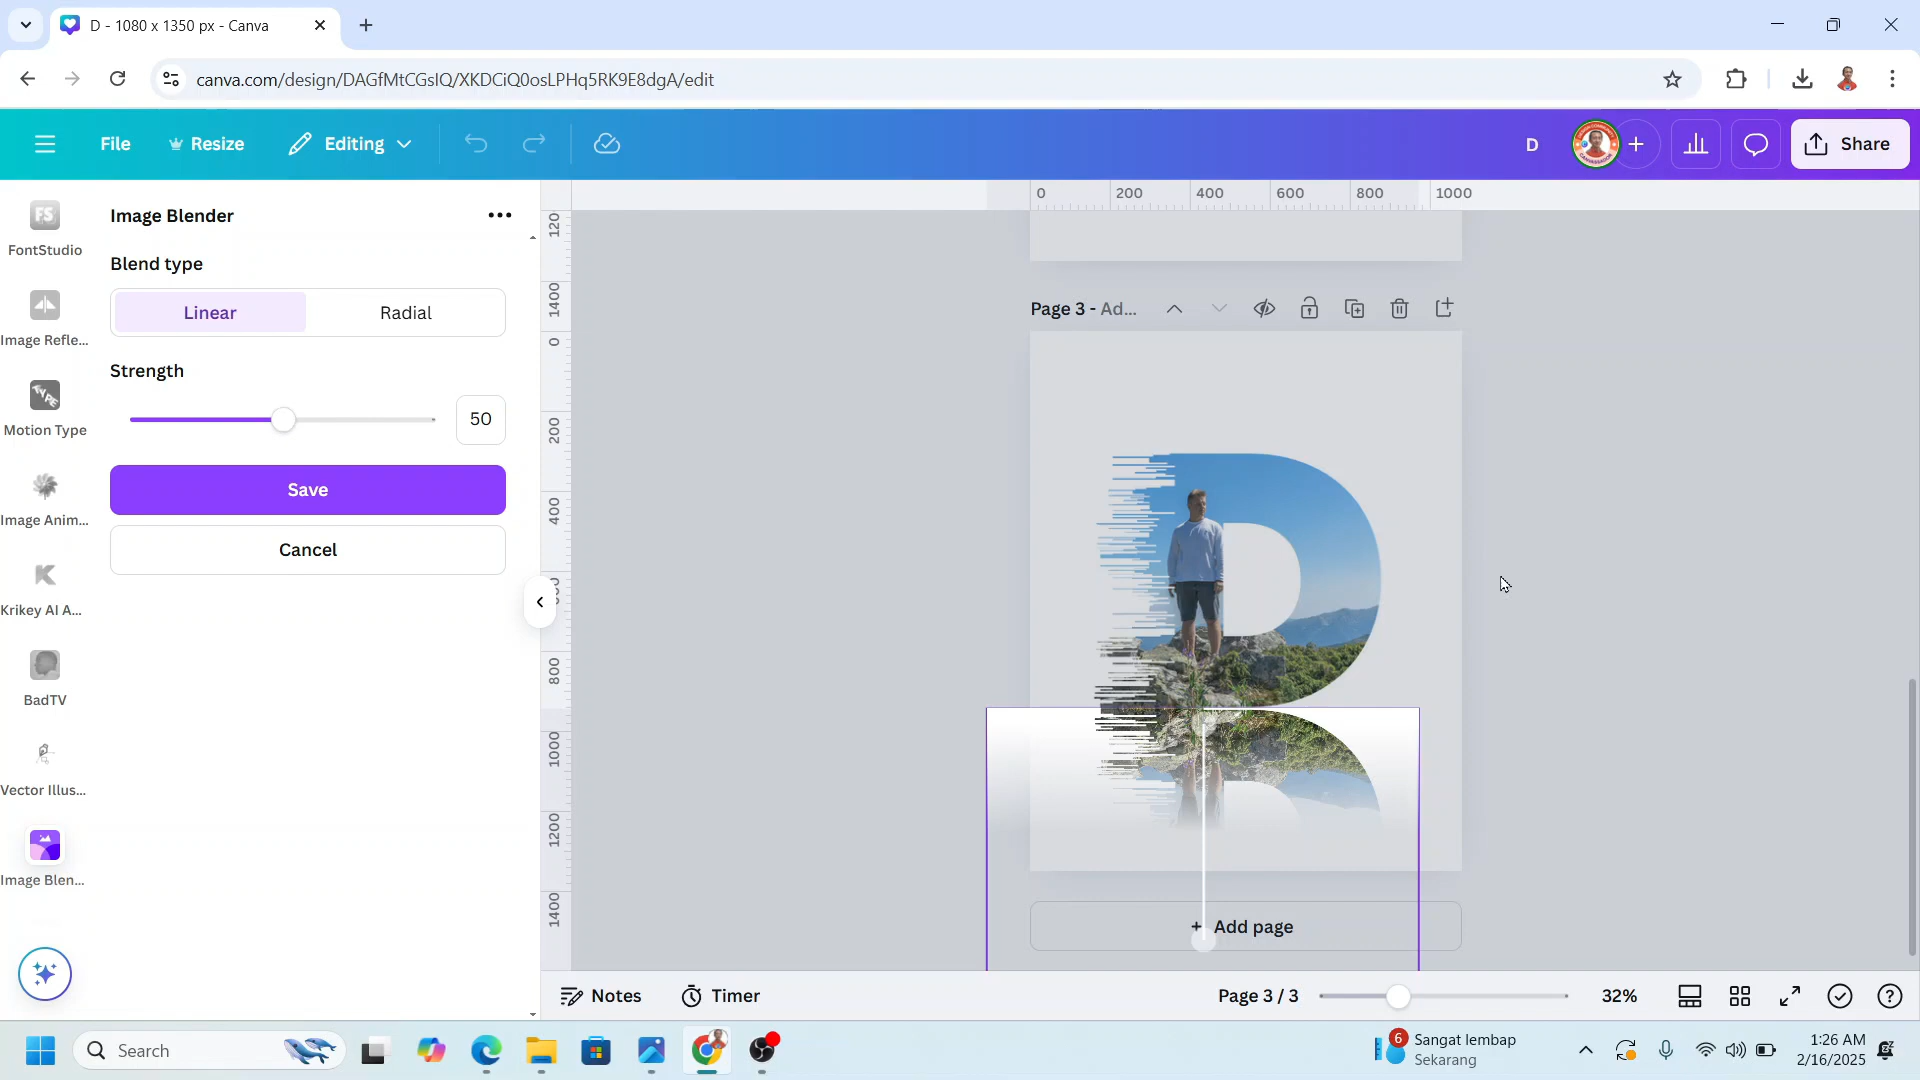 D - 1080 x 1350 px - Canva
canva.com/design/DAGfMtCGsIQ/XKDCiQ0osLPHq5RK9E8dgA/edit
File
Resize
Editing
D
Share
FontStudio
Image Refle...
Motion Type
Image Anim...
Krikey AI A...
BadTV
Vector Illus...
Image Blen...
Image Blender
Blend type
Linear
Radial
Strength
50
Save
Cancel
0 200 400 600 800 1000
120
1400
0
200
400
800
1000
1200
1400
Page 3 - Ad...
+ Add page
Notes
Timer
Page 3 / 3
32%
Search
6
Sangat lembap
Sekarang
1:26 AM
2/16/2025